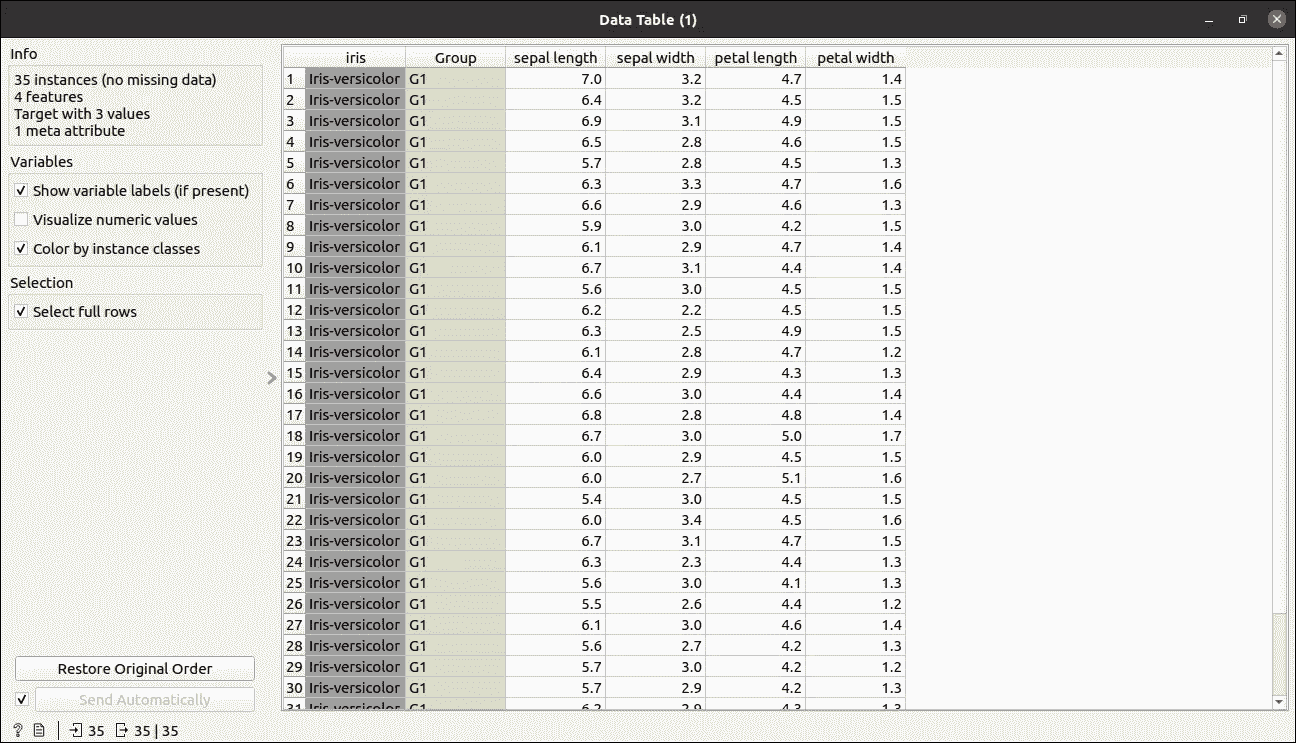 Data Table (1)
Info
35 instances (no missing data)
4 features
Target with 3 values
1 meta attribute
Variables
Show variable labels (if present)
Visualize numeric values
Color by instance classes
Selection
Select full rows
Restore Original Order
Send Automatically
? 35 35 | 35
iris Group sepal length sepal width petal length petal width
1 Iris-versicolor G1 7.0 3.2 4.7 1.4
2 Iris-versicolor G1 6.4 3.2 4.5 1.5
3 Iris-versicolor G1 6.9 3.1 4.9 1.5
4 Iris-versicolor G1 6.5 2.8 4.6 1.5
5 Iris-versicolor G1 5.7 2.8 4.5 1.3
6 Iris-versicolor G1 6.3 3.3 4.7 1.6
7 Iris-versicolor G1 6.6 2.9 4.6 1.3
8 Iris-versicolor G1 5.9 3.0 4.2 1.5
9 Iris-versicolor G1 6.1 2.9 4.7 1.4
10 Iris-versicolor G1 6.7 3.1 4.4 1.4
11 Iris-versicolor G1 5.6 3.0 4.5 1.5
12 Iris-versicolor G1 6.2 2.2 4.5 1.5
13 Iris-versicolor G1 6.3 2.5 4.9 1.5
14 Iris-versicolor G1 6.1 2.8 4.7 1.2
15 Iris-versicolor G1 6.4 2.9 4.3 1.3
16 Iris-versicolor G1 6.6 3.0 4.4 1.4
17 Iris-versicolor G1 6.8 2.8 4.8 1.4
18 Iris-versicolor G1 6.7 3.0 5.0 1.7
19 Iris-versicolor G1 6.0 2.9 4.5 1.5
20 Iris-versicolor G1 6.0 2.7 5.1 1.6
21 Iris-versicolor G1 5.4 3.0 4.5 1.5
22 Iris-versicolor G1 6.0 3.4 4.5 1.6
23 Iris-versicolor G1 6.7 3.1 4.7 1.5
24 Iris-versicolor G1 6.3 2.3 4.4 1.3
25 Iris-versicolor G1 5.6 3.0 4.1 1.3
26 Iris-versicolor G1 5.5 2.6 4.4 1.2
27 Iris-versicolor G1 6.1 3.0 4.6 1.4
28 Iris-versicolor G1 5.6 2.7 4.2 1.3
29 Iris-versicolor G1 5.7 3.0 4.2 1.2
30 Iris-versicolor G1 5.7 2.9 4.2 1.3
31 Iris-versicolor G1 6.2 2.9 4.3 1.3